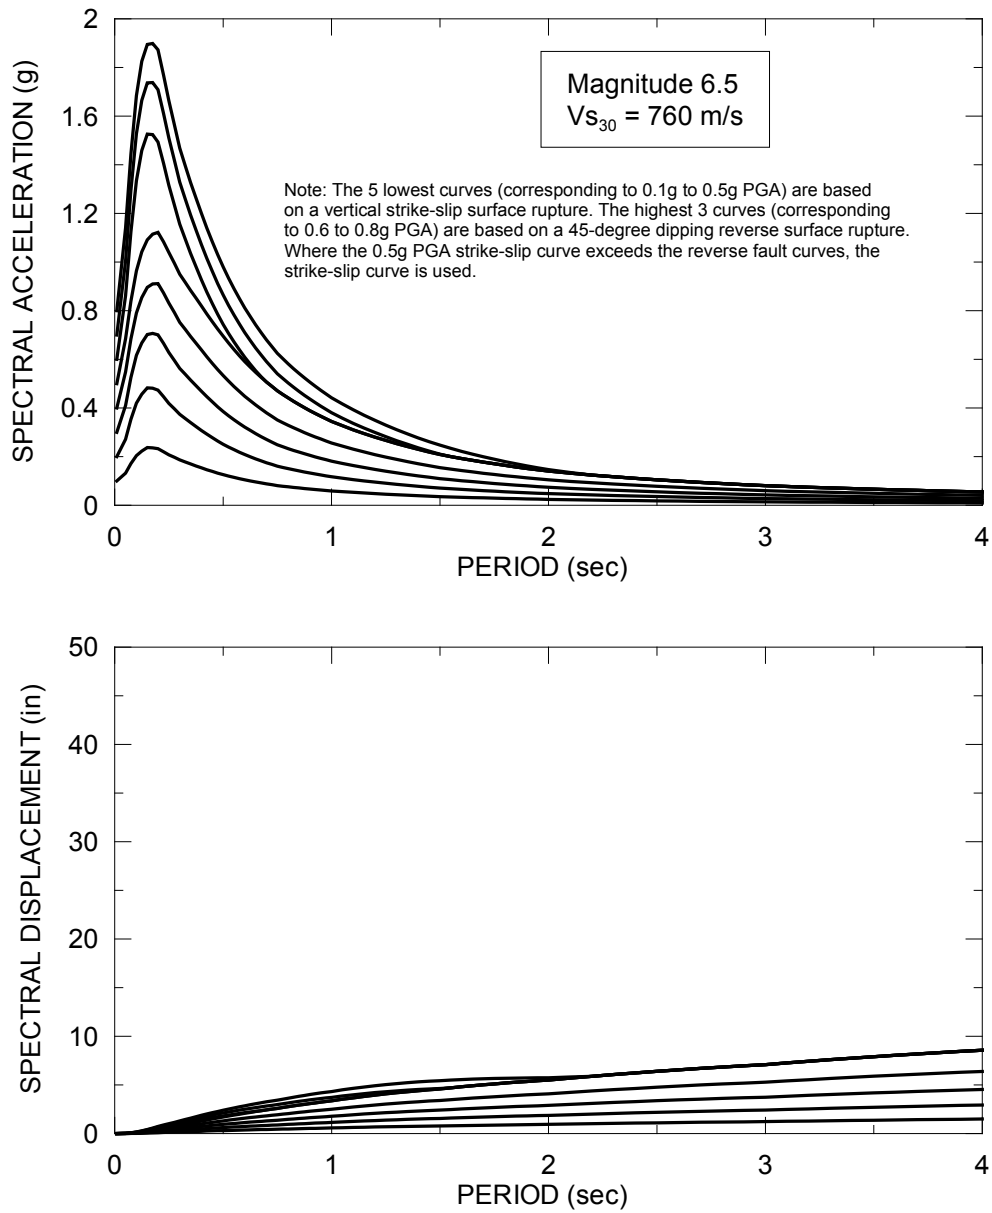 2
1.6
1.2
0.8
0.4
0
SPECTRAL ACCELERATION (g)
Magnitude 6.5
Vs30 = 760 m/s
Note: The 5 lowest curves (corresponding to 0.1g to 0.5g PGA) are based
on a vertical strike-slip surface rupture. The highest 3 curves (corresponding
to 0.6 to 0.8g PGA) are based on a 45-degree dipping reverse surface rupture.
Where the 0.5g PGA strike-slip curve exceeds the reverse fault curves, the
strike-slip curve is used.
0 1 2 3 4
PERIOD (sec)
50
40
30
20
10
0
SPECTRAL DISPLACEMENT (in)
0 1 2 3 4
PERIOD (sec)